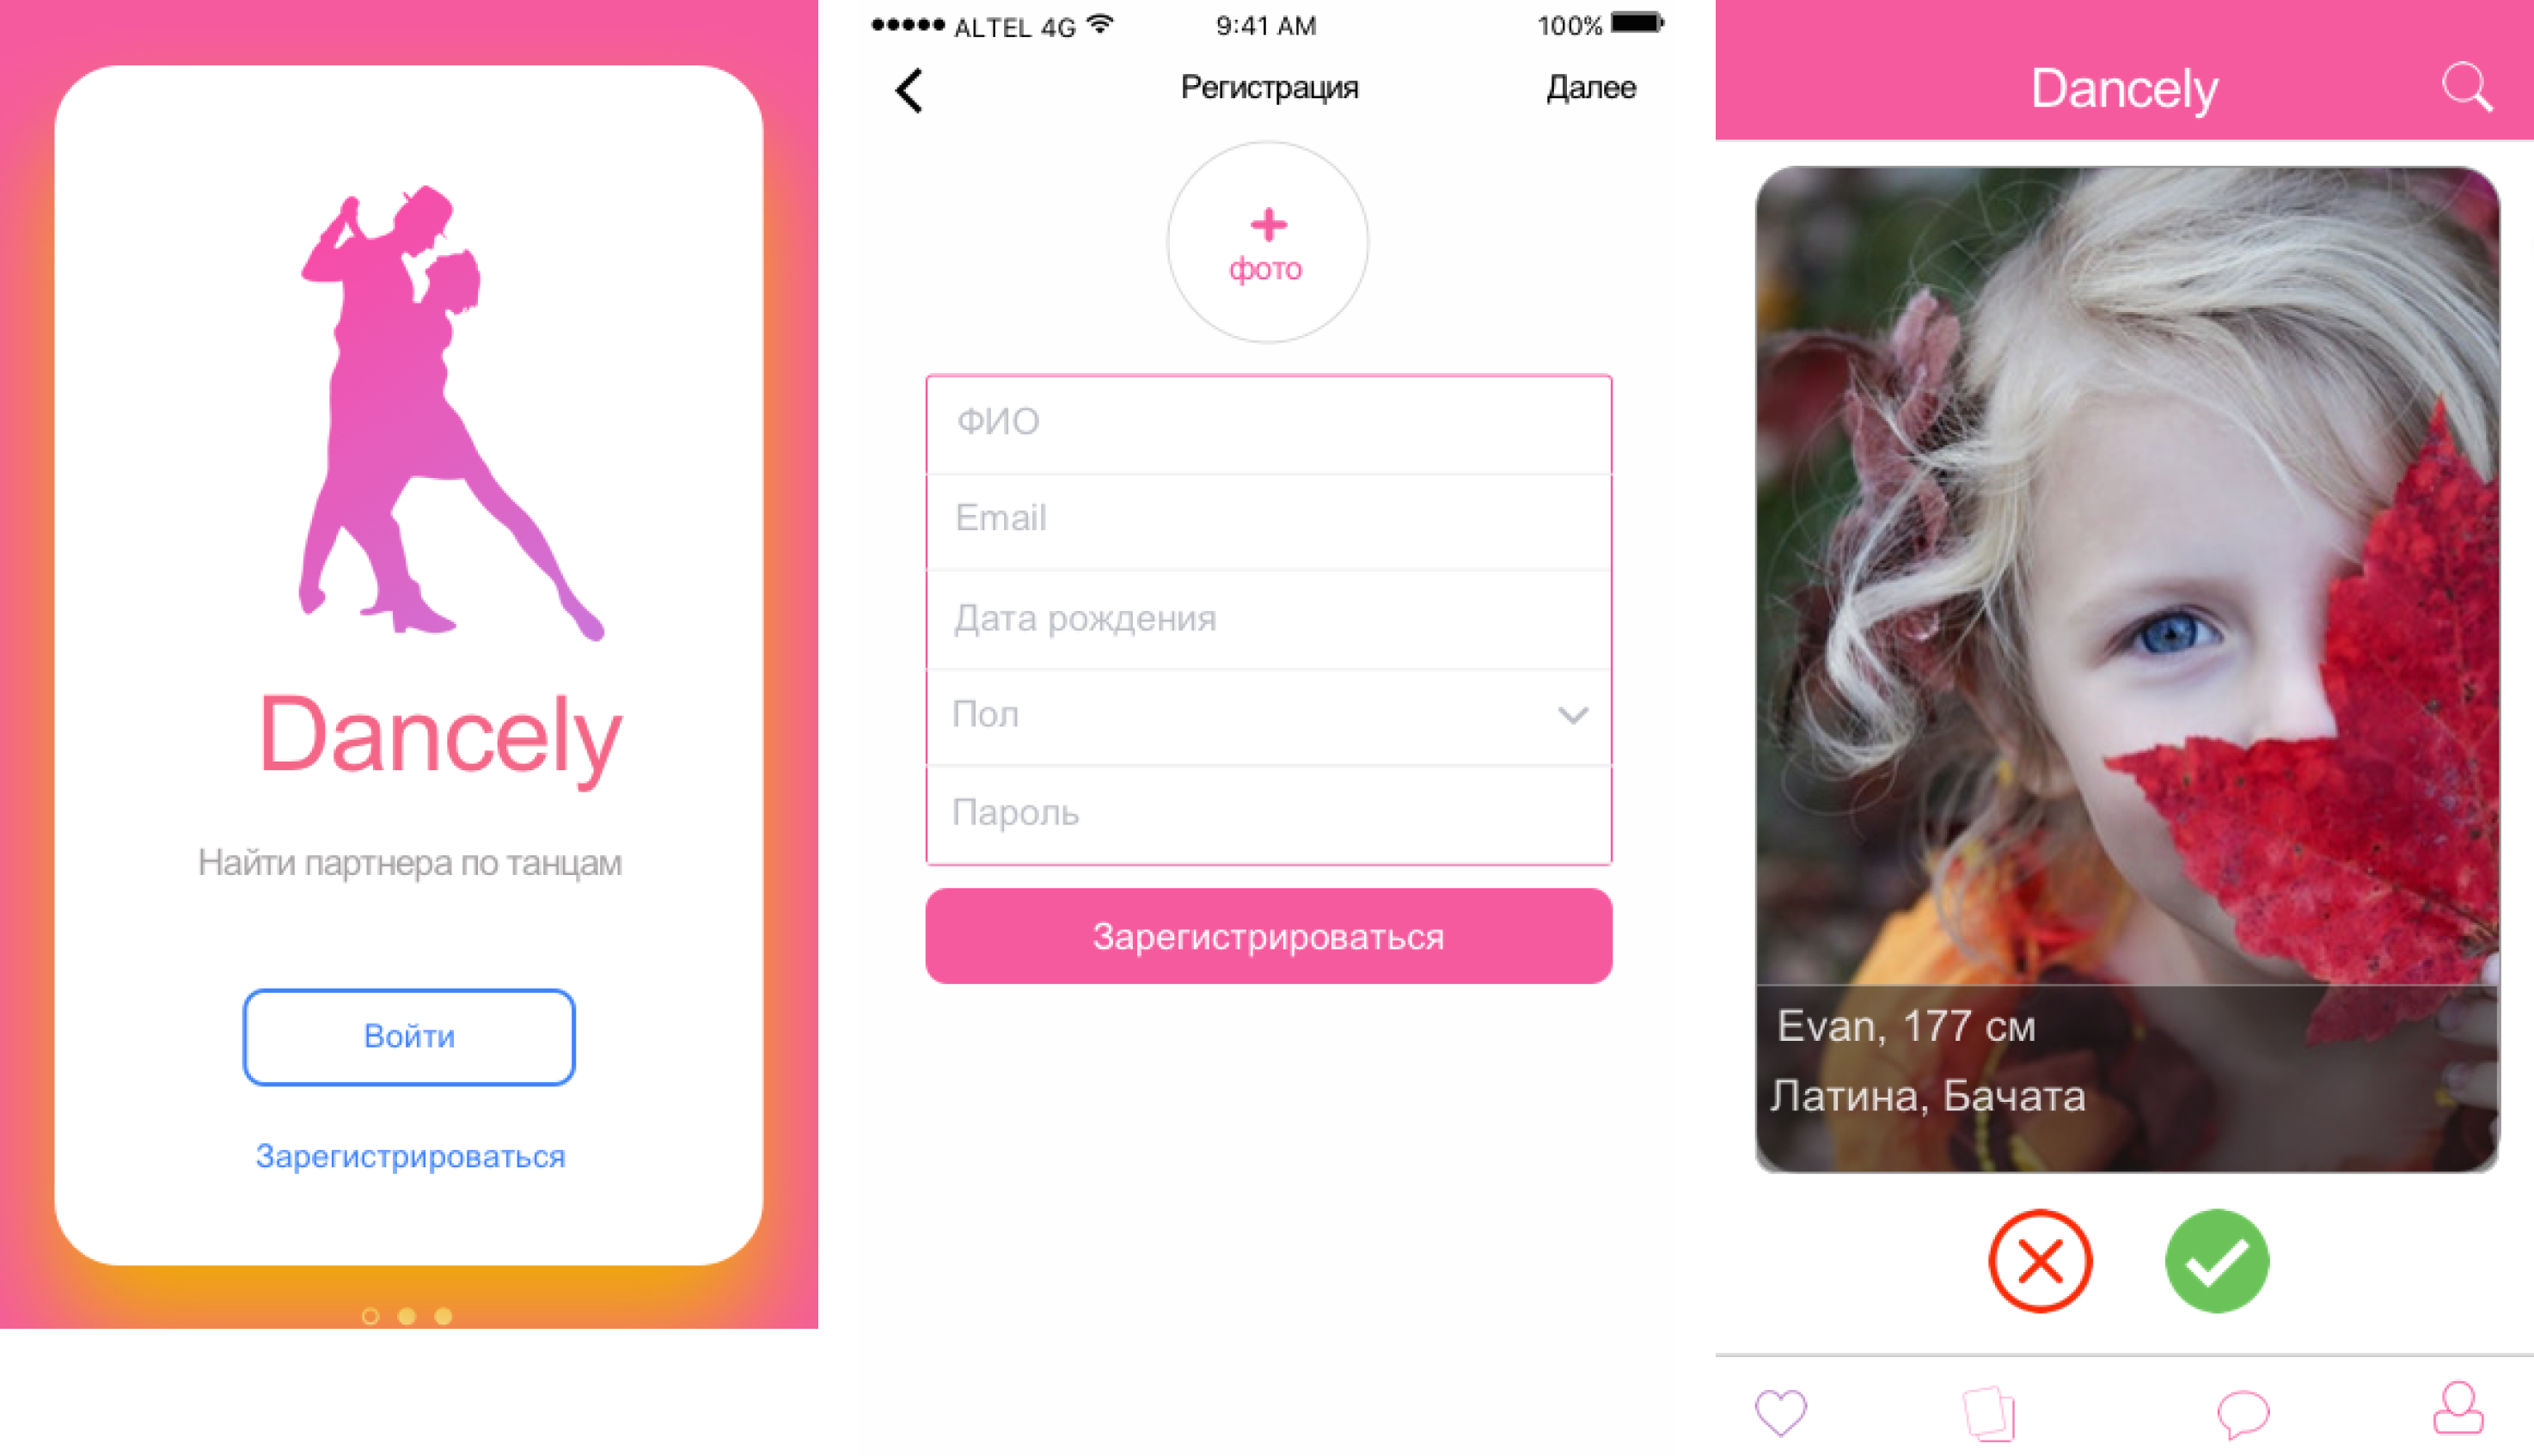 Dancely
Найти партнера по танцам
Войти
Зарегистрироваться
ALTEL 4G 9:41 AM 100%
Регистрация Далее
фото
ФИО
Email
Дата рождения
Пол
Пароль
Зарегистрироваться
Dancely
Evan, 177 см
Латина, Бачата